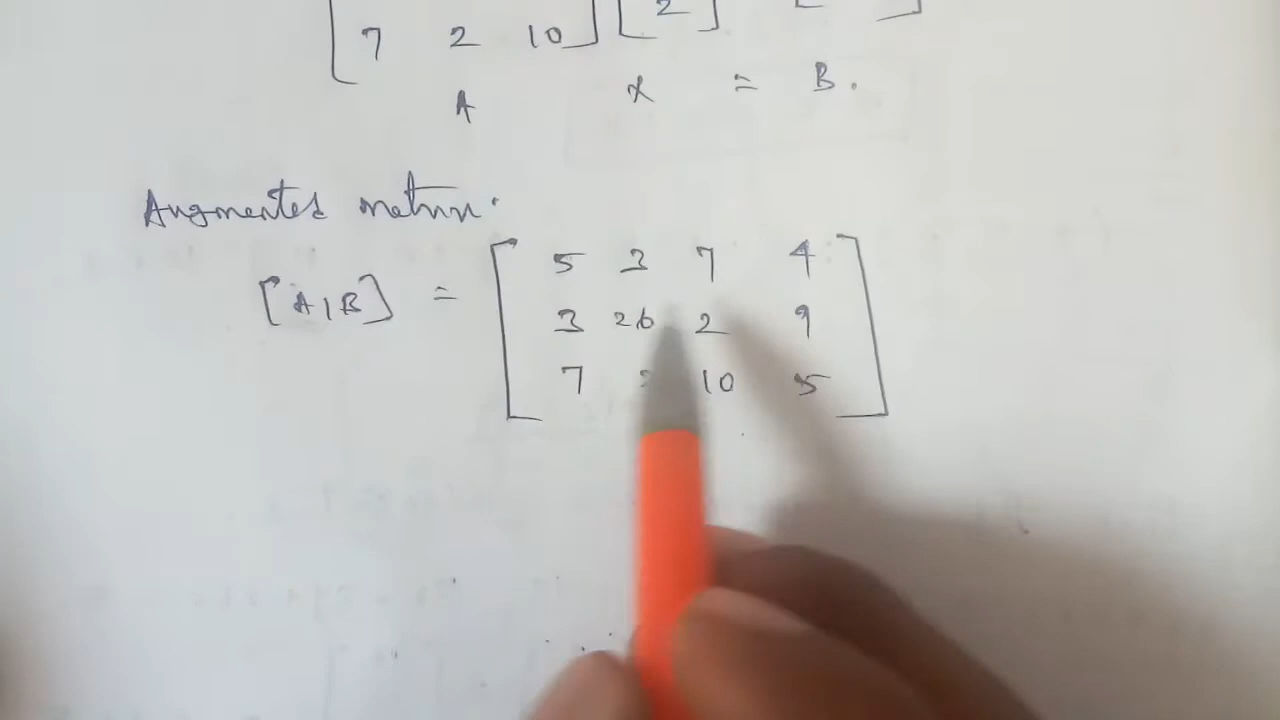 2
7 2 10
A X = B.
Augmented matrix.
[A|B] = 5 3 7 4
3 26 2 9
7 10 5